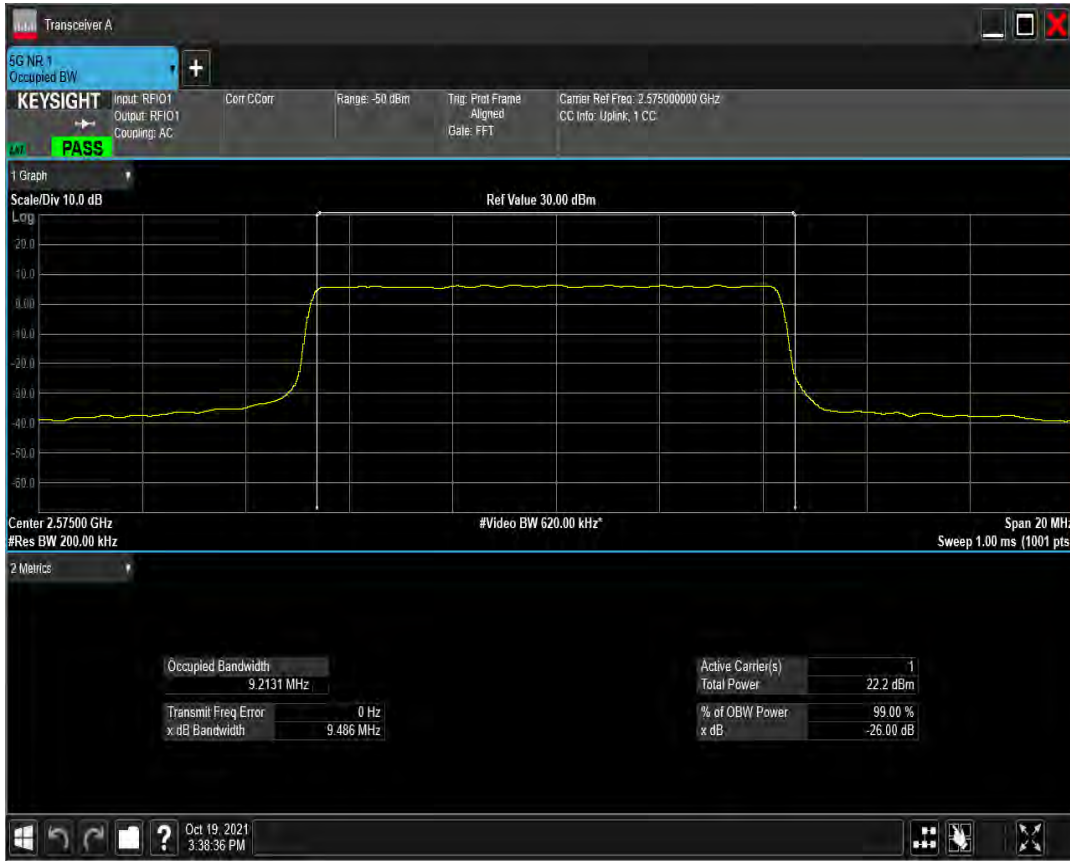 Transceiver A
5G NR 1
Occupied BW
KEYSIGHT
Input: RFIO1
Output: RFIO1
Coupling: AC
Corr CCorr
Range: -50 dBm
Trig: Prot Frame
Aligned
Gate: FFT
Carrier Ref Freq: 2.575000000 GHz
CC Info: Uplink, 1 CC
PASS
1 Graph
Scale/Div 10.0 dB
Ref Value 30.00 dBm
Log
20.0
10.0
0.00
-10.0
-20.0
-30.0
-40.0
-50.0
-60.0
Center 2.57500 GHz
#Video BW 620.00 kHz*
Span 20 MHz
#Res BW 200.00 kHz
Sweep 1.00 ms (1001 pts
2 Metrics
Occupied Bandwidth
9.2131 MHz
Transmit Freq Error 0 Hz
x dB Bandwidth 9.486 MHz
Active Carrier(s) 1
Total Power 22.2 dBm
% of OBW Power 99.00 %
x dB -26.00 dB
?
Oct 19, 2021
3:38:36 PM